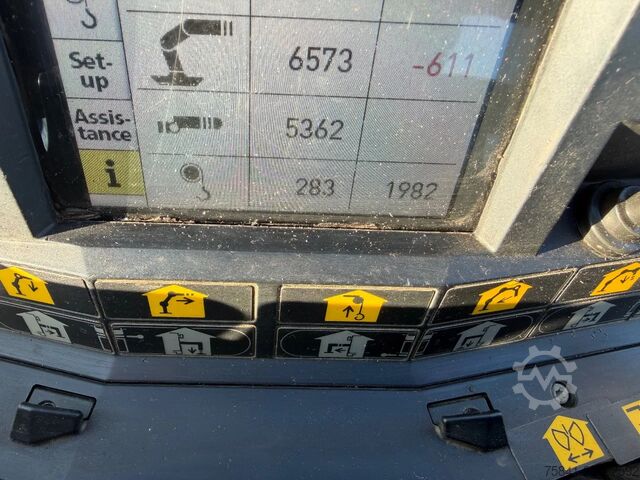 6573 -611
Set-
up
Assis-
tance
5362
i
283 1982